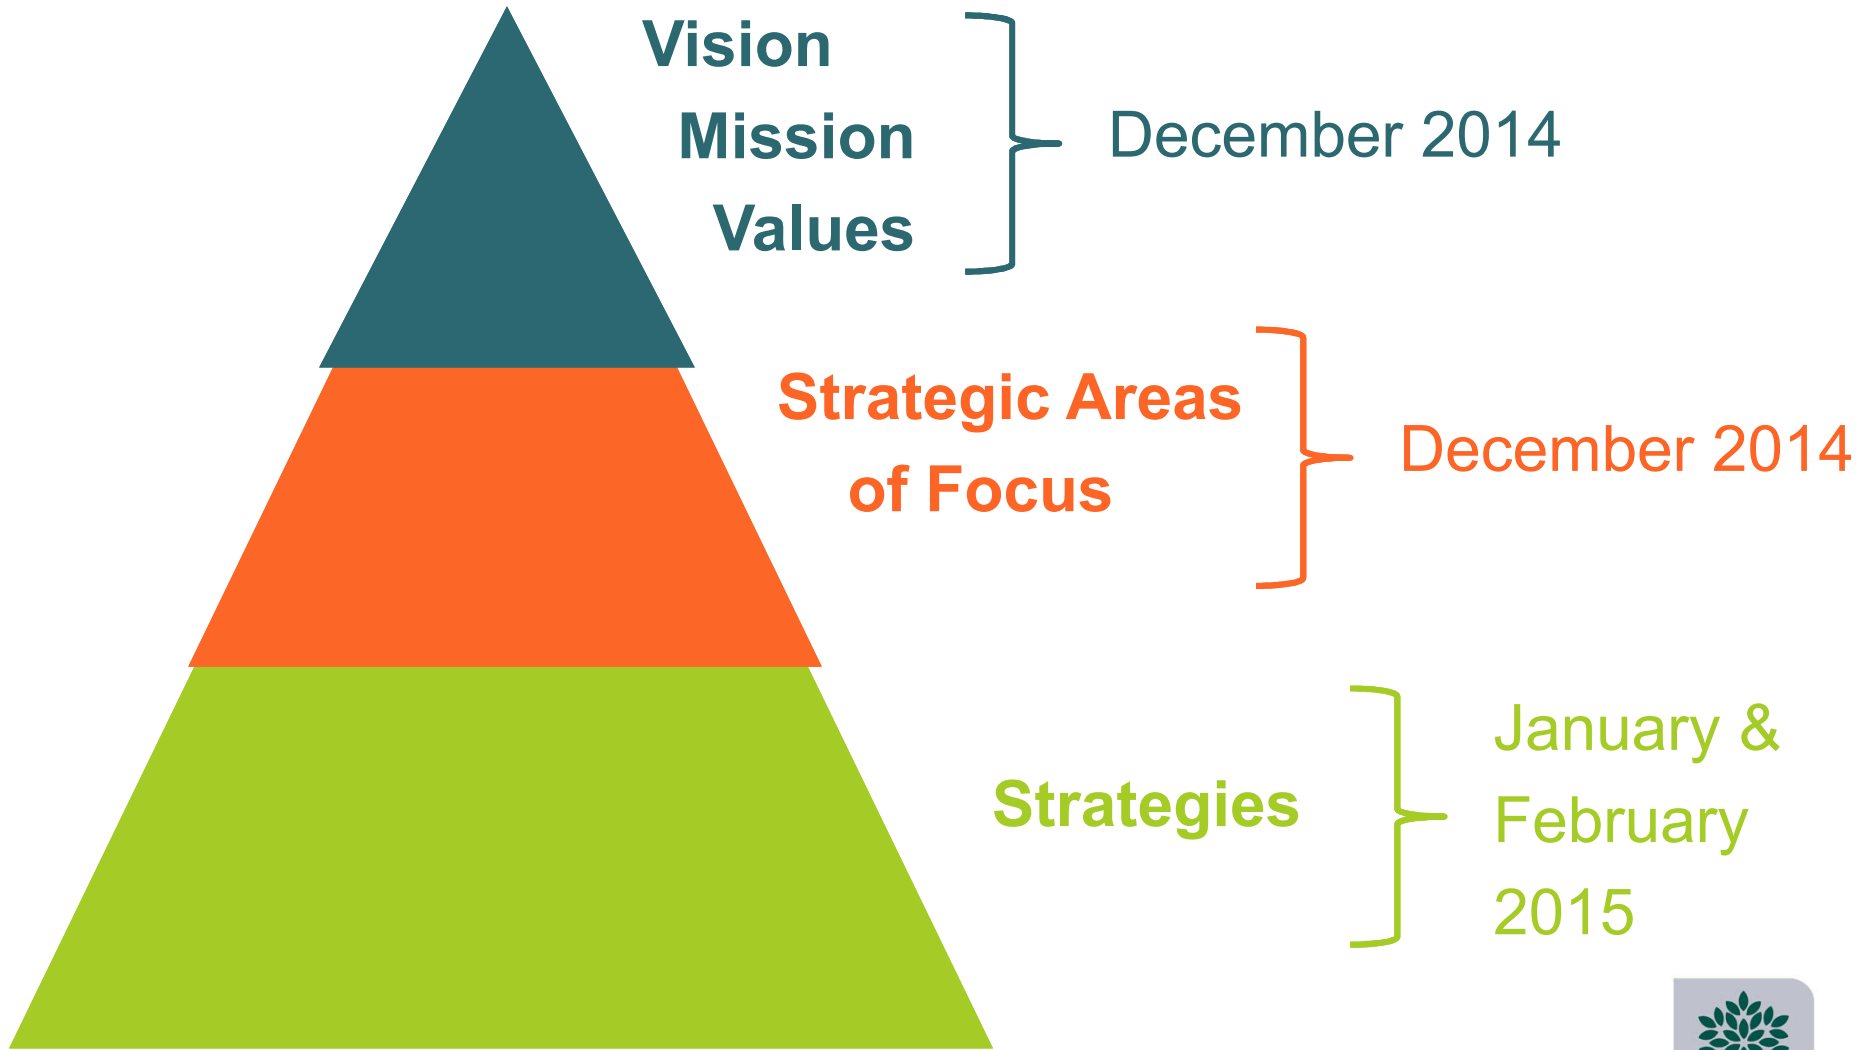 Vision
Mission
Values
December 2014
Strategic Areas
of Focus
December 2014
Strategies
January &
February
2015